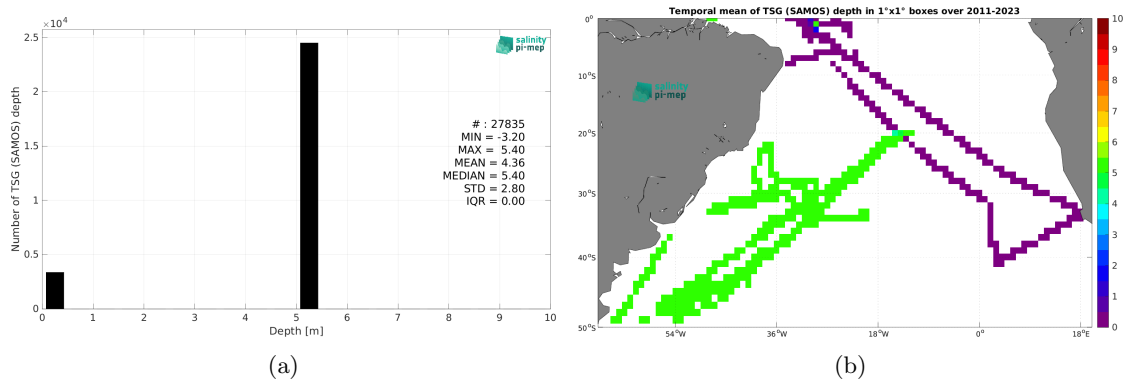 ×10⁴
2.5
2
1.5
1
0.5
0
Number of TSG (SAMOS) depth
0 1 2 3 4 5 6 7 8 9 10
Depth [m]
salinity
pi-mep
# : 27835
MIN = -3.20
MAX = 5.40
MEAN = 4.36
MEDIAN = 5.40
STD = 2.80
IQR = 0.00
(a)
Temporal mean of TSG (SAMOS) depth in 1°x1° boxes over 2011-2023
0°
10°S
20°S
30°S
40°S
50°S
54°W 36°W 18°W 0° 18°E
salinity
pi-mep
10
9
8
7
6
5
4
3
2
1
0
(b)